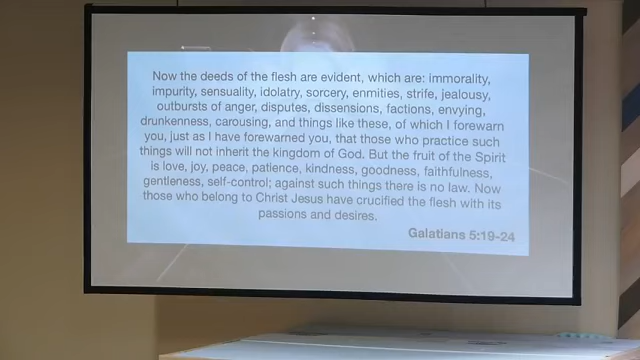 Now the deeds of the flesh are evident, which are: immorality,
impurity, sensuality, idolatry, sorcery, enmities, strife, jealousy,
outbursts of anger, disputes, dissensions, factions, envying,
drunkenness, carousing, and things like these, of which I forewarn
you, just as I have forewarned you, that those who practice such
things will not inherit the kingdom of God. But the fruit of the Spirit
is love, joy, peace, patience, kindness, goodness, faithfulness,
gentleness, self-control; against such things there is no law. Now
those who belong to Christ Jesus have crucified the flesh with its
passions and desires.
Galatians 5:19-24